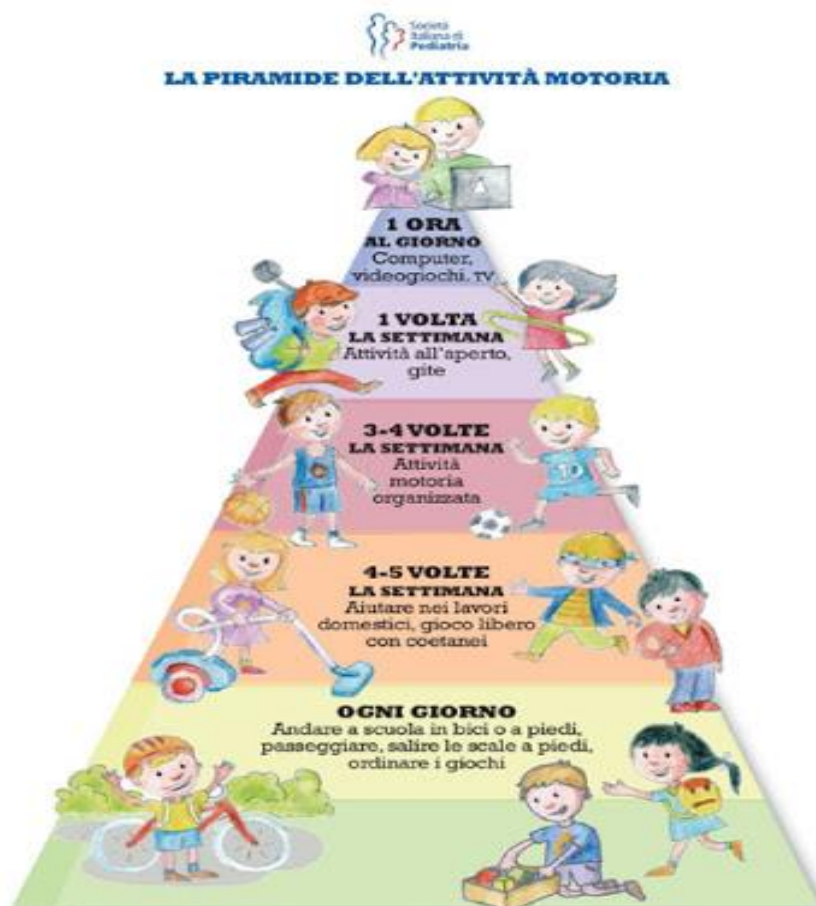 Società
Italiana di
Pediatria
LA PIRAMIDE DELL'ATTIVITÀ MOTORIA
1 ORA
AL GIORNO
Computer,
videogiochi, TV
1 VOLTA
LA SETTIMANA
Attività all'aperto,
gite
3-4 VOLTE
LA SETTIMANA
Attività
motoria
organizzata
4-5 VOLTE
LA SETTIMANA
Aiutare nei lavori
domestici, gioco libero
con coetanei
OGNI GIORNO
Andare a scuola in bici o a piedi,
passeggiare, salire le scale a piedi,
ordinare i giochi